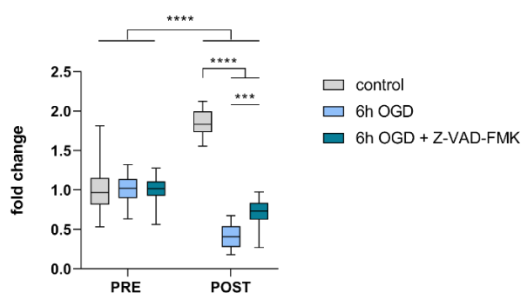 ****
****
***
2.5
2.0
1.5
1.0
0.5
0.0
fold change
PRE
POST
control
6h OGD
6h OGD + Z-VAD-FMK